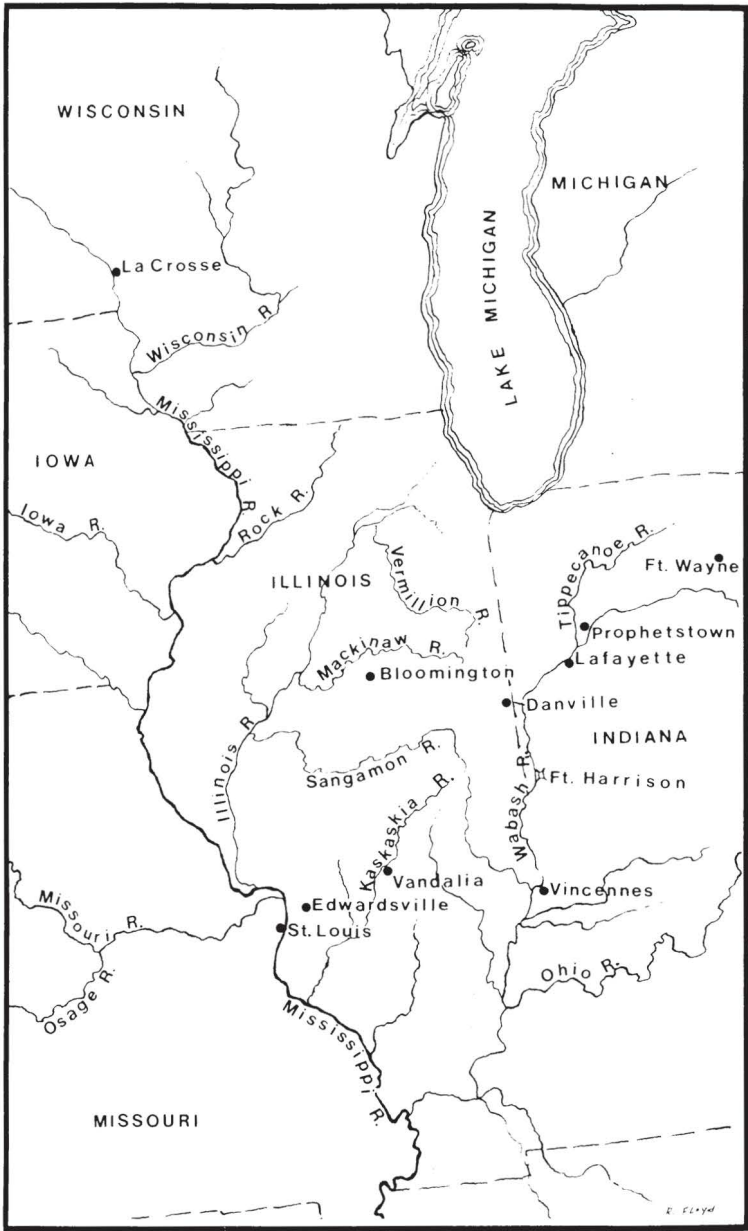 WISCONSIN
MICHIGAN
LAKE MICHIGAN
La Crosse
Wisconsin R.
Mississippi R.
IOWA
Rock R.
Iowa R.
ILLINOIS
Vermillion R.
Tippecanoe R.
Ft. Wayne
Prophetstown
Mackinaw R.
Lafayette
Bloomington
Danville
INDIANA
Illinois R.
Sangamon R.
Wabash R.
Ft. Harrison
Kaskaskia R.
Vandalia
Vincennes
Missouri R.
Edwardsville
St. Louis
Ohio R.
Osage R.
Mississippi R.
MISSOURI
R. FLOYD